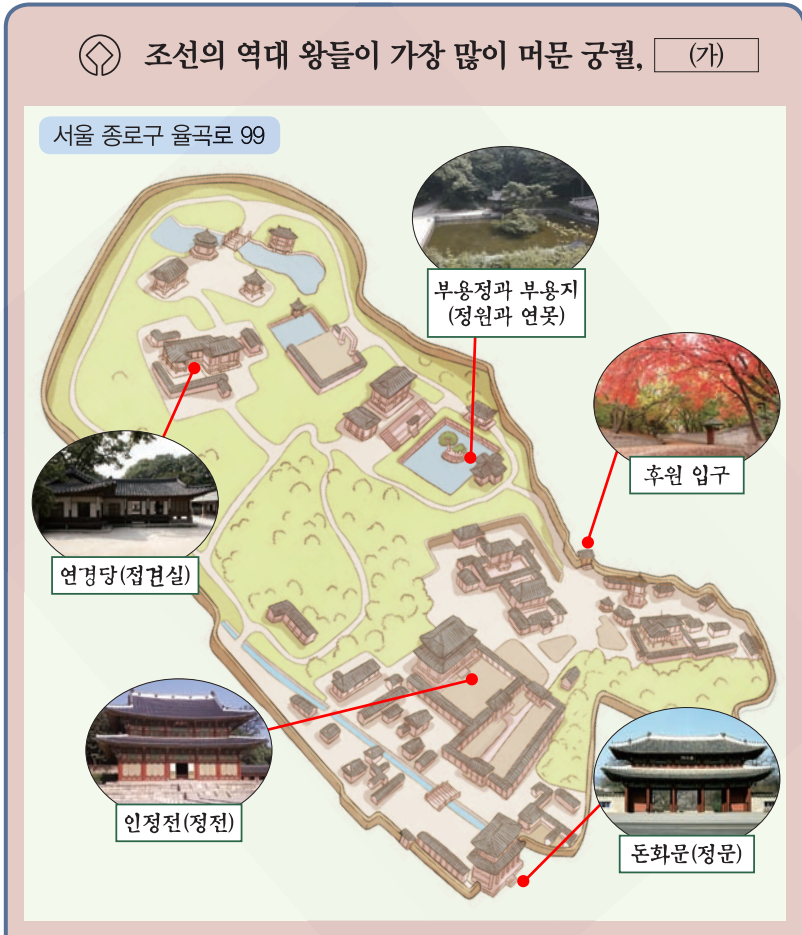 조선의 역대 왕들이 가장 많이 머문 궁궐, (가)
서울 종로구 율곡로 99
부용정과 부용지
(정원과 연못)
후원 입구
연경당(접견실)
인정전(정전)
돈화문(정문)